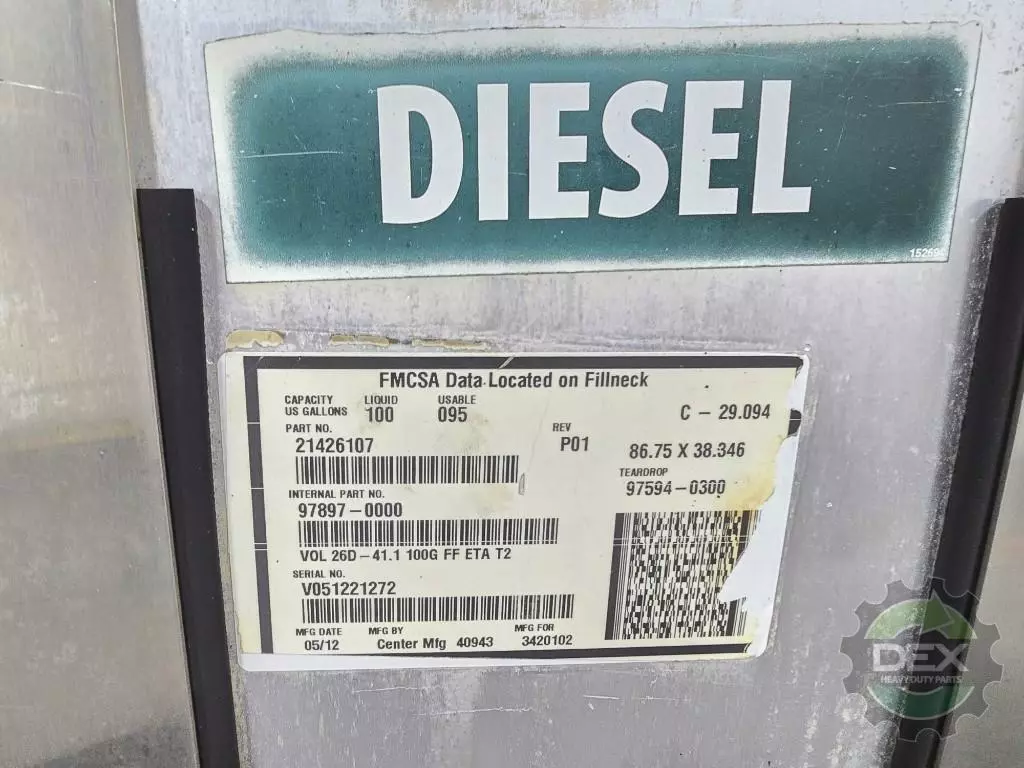 DIESEL
15269
FMCSA Data Located on Fillneck
CAPACITY US GALLONS LIQUID 100 USABLE 095
C - 29.094
PART NO.
21426107
REV
P01
86.75 X 38.346
TEARDROP
97594-0300
INTERNAL PART NO.
97897-0000
VOL 26D-41.1 100G FF ETA T2
SERIAL NO.
V051221272
MFG DATE MFG BY MFG FOR
05/12 Center Mfg 40943 3420102
DEX
HEAVY DUTY PARTS